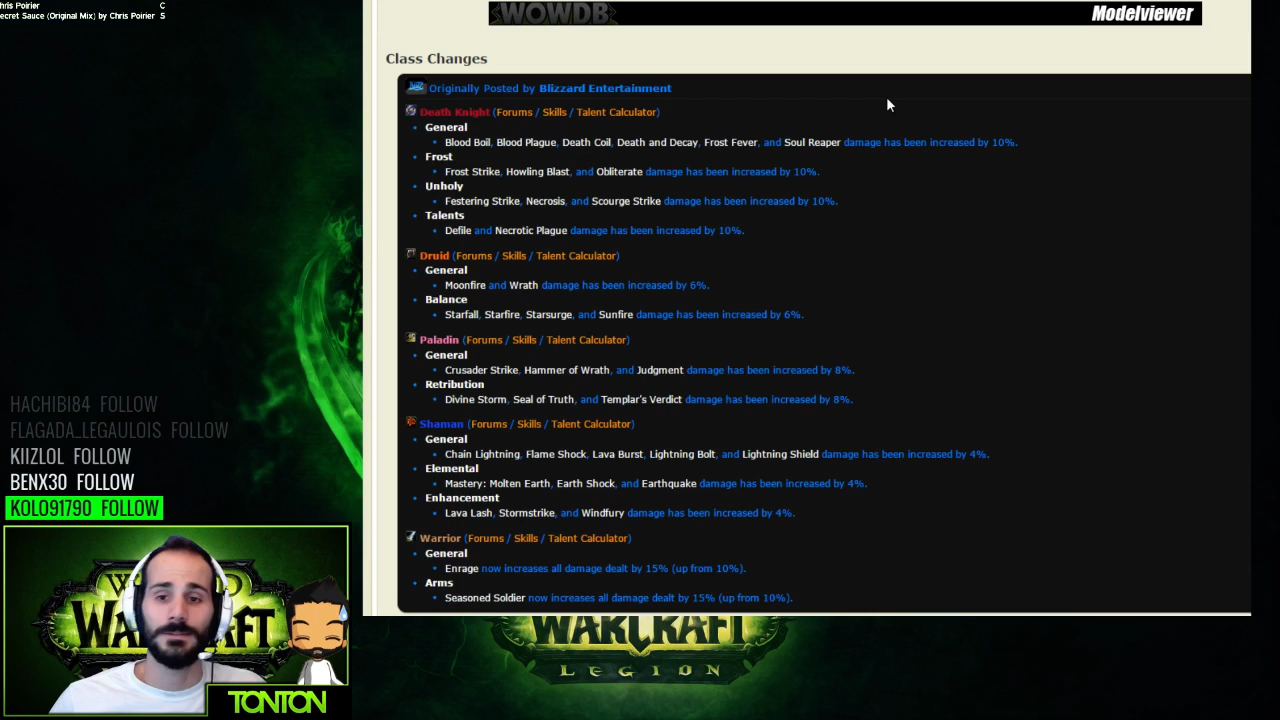 hris Poirier C
ecret Sauce (Original Mix) by Chris Poirier S
WOWDB
Modelviewer
Class Changes
Originally Posted by Blizzard Entertainment
Death Knight (Forums / Skills / Talent Calculator)
General
Blood Boil, Blood Plague, Death Coil, Death and Decay, Frost Fever, and Soul Reaper damage has been increased by 10%.
Frost
Frost Strike, Howling Blast, and Obliterate damage has been increased by 10%.
Unholy
Festering Strike, Necrosis, and Scourge Strike damage has been increased by 10%.
Talents
Defile and Necrotic Plague damage has been increased by 10%.
Druid (Forums / Skills / Talent Calculator)
General
Moonfire and Wrath damage has been increased by 6%.
Balance
Starfall, Starfire, Starsurge, and Sunfire damage has been increased by 6%.
Paladin (Forums / Skills / Talent Calculator)
General
Crusader Strike, Hammer of Wrath, and Judgment damage has been increased by 8%.
Retribution
Divine Storm, Seal of Truth, and Templar's Verdict damage has been increased by 8%.
Shaman (Forums / Skills / Talent Calculator)
General
Chain Lightning, Flame Shock, Lava Burst, Lightning Bolt, and Lightning Shield damage has been increased by 4%.
Elemental
Mastery: Molten Earth, Earth Shock, and Earthquake damage has been increased by 4%.
Enhancement
Lava Lash, Stormstrike, and Windfury damage has been increased by 4%.
Warrior (Forums / Skills / Talent Calculator)
General
Enrage now increases all damage dealt by 15% (up from 10%).
Arms
Seasoned Soldier now increases all damage dealt by 15% (up from 10%).
HACHIBI84 FOLLOW
FLAGADA_LEGAULOIS FOLLOW
KIIZLOL FOLLOW
BENX30 FOLLOW
KOLO91790 FOLLOW
WARCRAFT
LEGION
TONTON